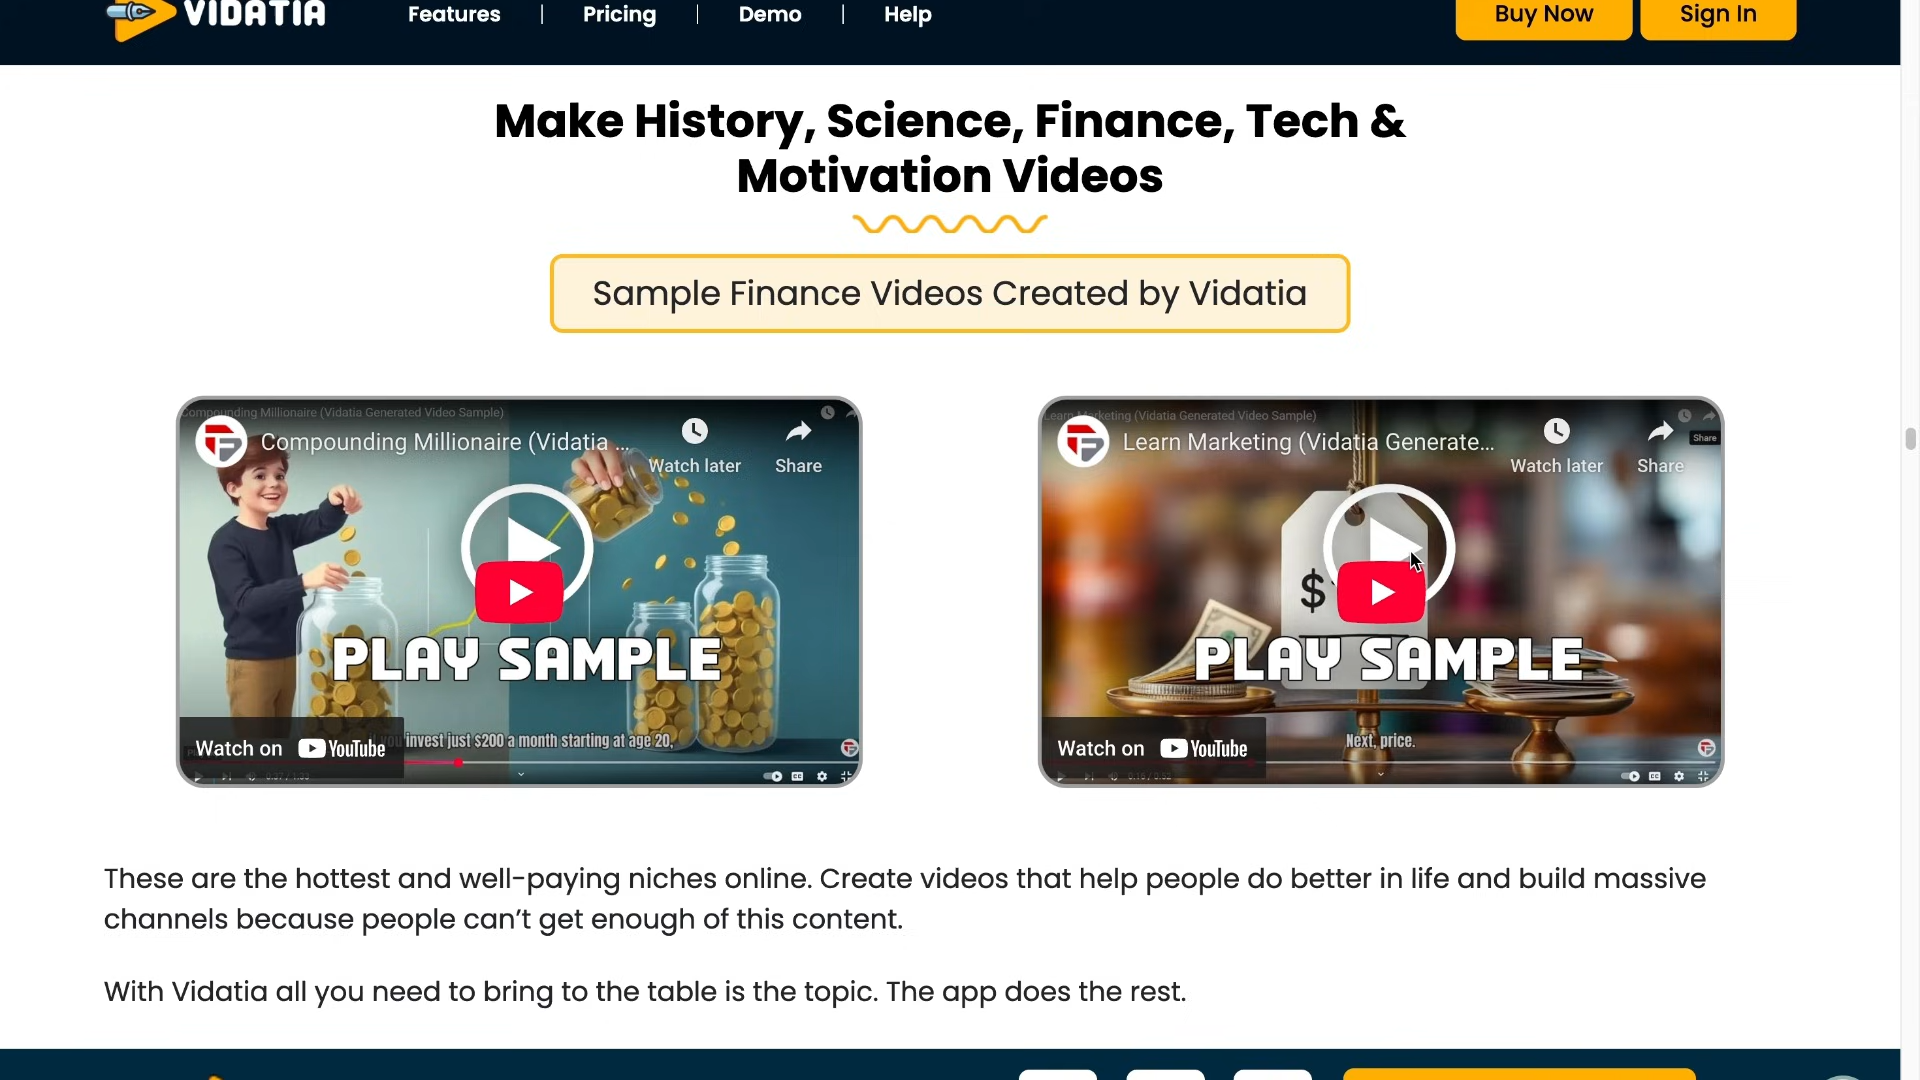 VIDATIA
Features | Pricing | Demo | Help
Buy Now
Sign In
Make History, Science, Finance, Tech &
Motivation Videos
Sample Finance Videos Created by Vidatia
Compounding Millionaire (Vidatia Generated Video Sample)
Compounding Millionaire (Vidatia ...
Watch later
Share
PLAY SAMPLE
invest just $200 a month starting at age 20,
Watch on YouTube
Learn Marketing (Vidatia Generated Video Sample)
Share
Learn Marketing (Vidatia Generate...
Watch later
Share
$
PLAY SAMPLE
Next, price.
Watch on YouTube
These are the hottest and well-paying niches online. Create videos that help people do better in life and build massive
channels because people can't get enough of this content.
With Vidatia all you need to bring to the table is the topic. The app does the rest.